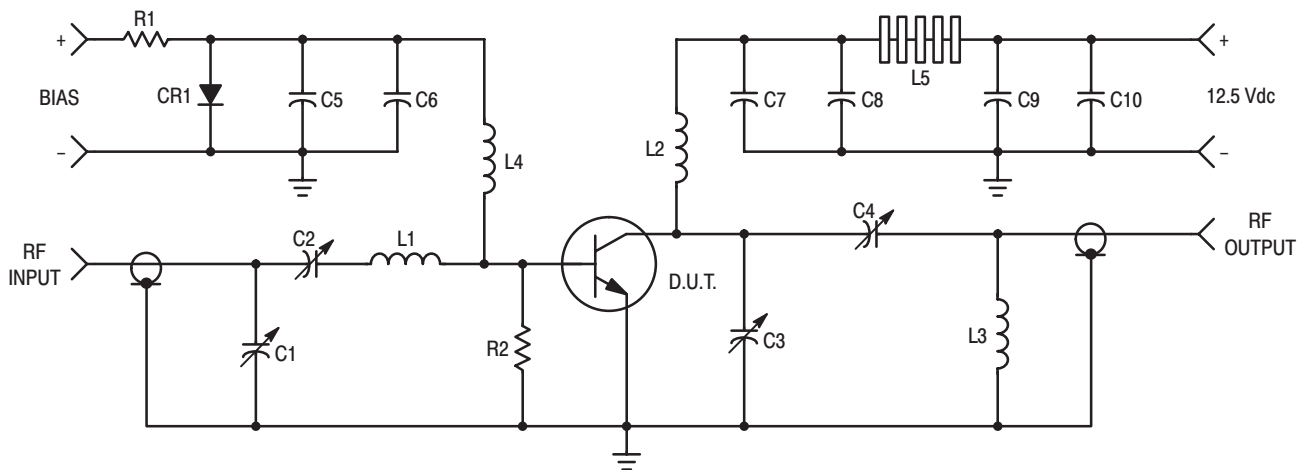 R1
+
BIAS
−
CR1
C5
C6
L4
L5
C7
C8
C9
C10
+
12.5 Vdc
−
L2
C4
RF
INPUT
C2
L1
D.U.T.
RF
OUTPUT
C1
R2
C3
L3